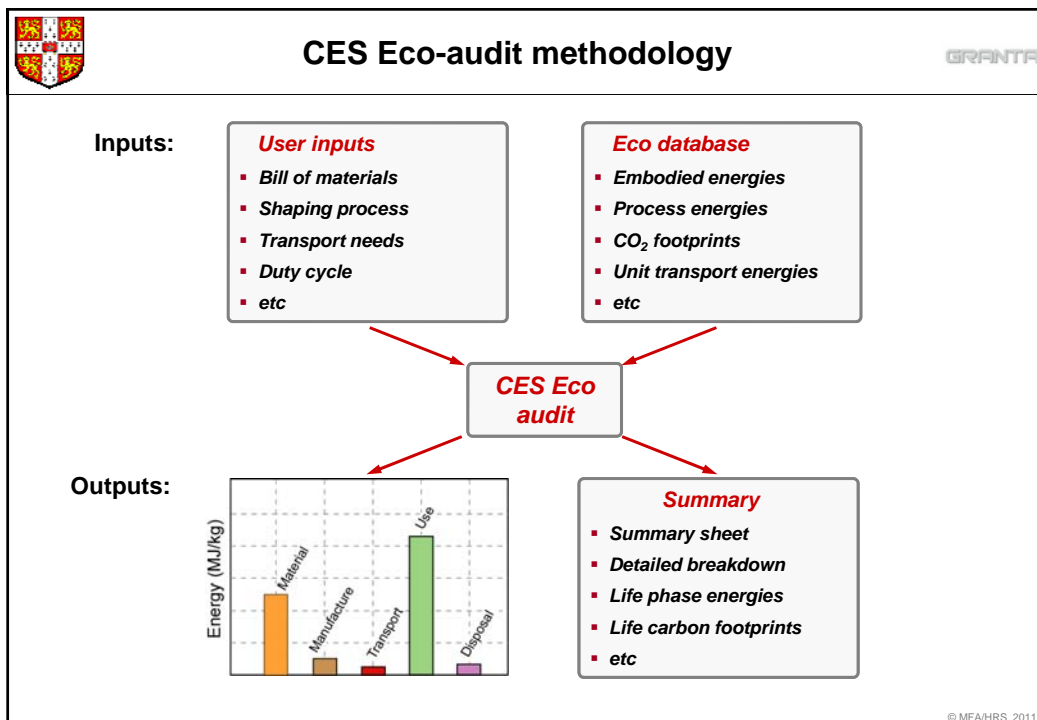 CES Eco-audit methodology
GRANTA
Inputs:
User inputs
▪ Bill of materials
▪ Shaping process
▪ Transport needs
▪ Duty cycle
▪ etc
Eco database
▪ Embodied energies
▪ Process energies
▪ CO₂ footprints
▪ Unit transport energies
▪ etc
CES Eco
audit
Outputs:
Energy (MJ/kg)
Material
Manufacture
Transport
Use
Disposal
Summary
▪ Summary sheet
▪ Detailed breakdown
▪ Life phase energies
▪ Life carbon footprints
▪ etc
© MFA/HRS 2011